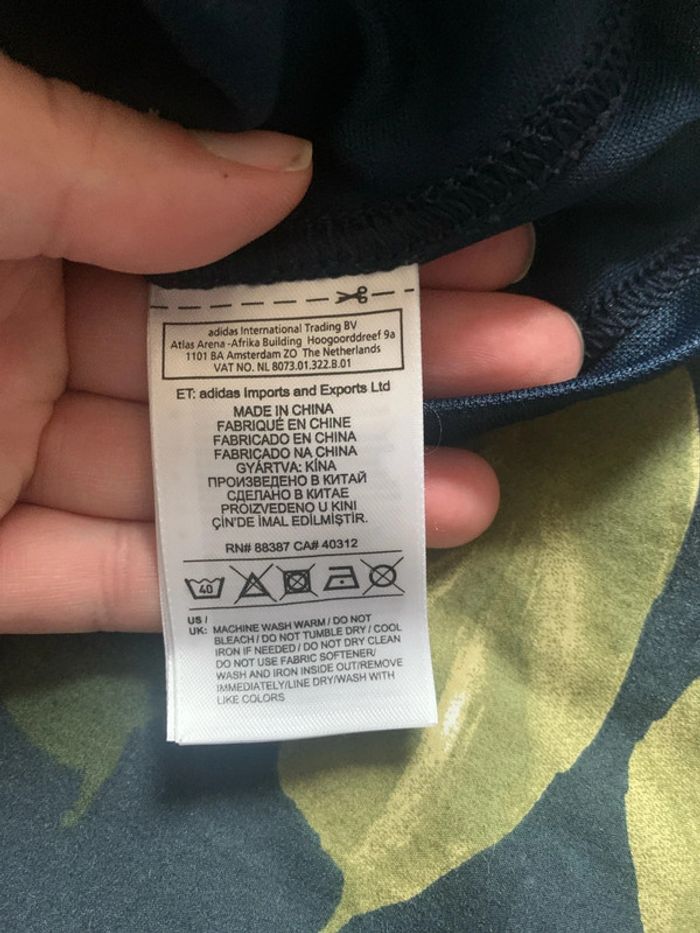 adidas International Trading BV
Atlas Arena -Afrika Building Hoogoorddreef 9a
1101 BA Amsterdam ZO The Netherlands
VAT NO. NL 8073.01.322.B.01
ET: adidas Imports and Exports Ltd
MADE IN CHINA
FABRIQUÉ EN CHINE
FABRICADO EN CHINA
FABRICADO NA CHINA
GYÁRTVA: KÍNA
ПРОИЗВЕДЕНО В КИТАЙ
СДЕЛАНО В КИТАЕ
PROIZVEDENO U KINI
ÇİN'DE İMAL EDİLMİŞTİR.
RN# 88387 CA# 40312
40
US /
UK: MACHINE WASH WARM / DO NOT
BLEACH / DO NOT TUMBLE DRY / COOL
IRON IF NEEDED / DO NOT DRY CLEAN
DO NOT USE FABRIC SOFTENER/
WASH AND IRON INSIDE OUT/REMOVE
IMMEDIATELY/LINE DRY/WASH WITH
LIKE COLORS